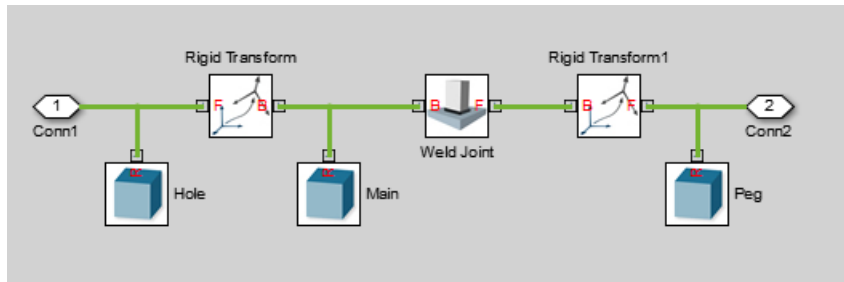 Rigid Transform
Rigid Transform1
1
F
B
B
F
B
F
2
Conn1
Weld Joint
Conn2
R
Hole
R
Main
R
Peg